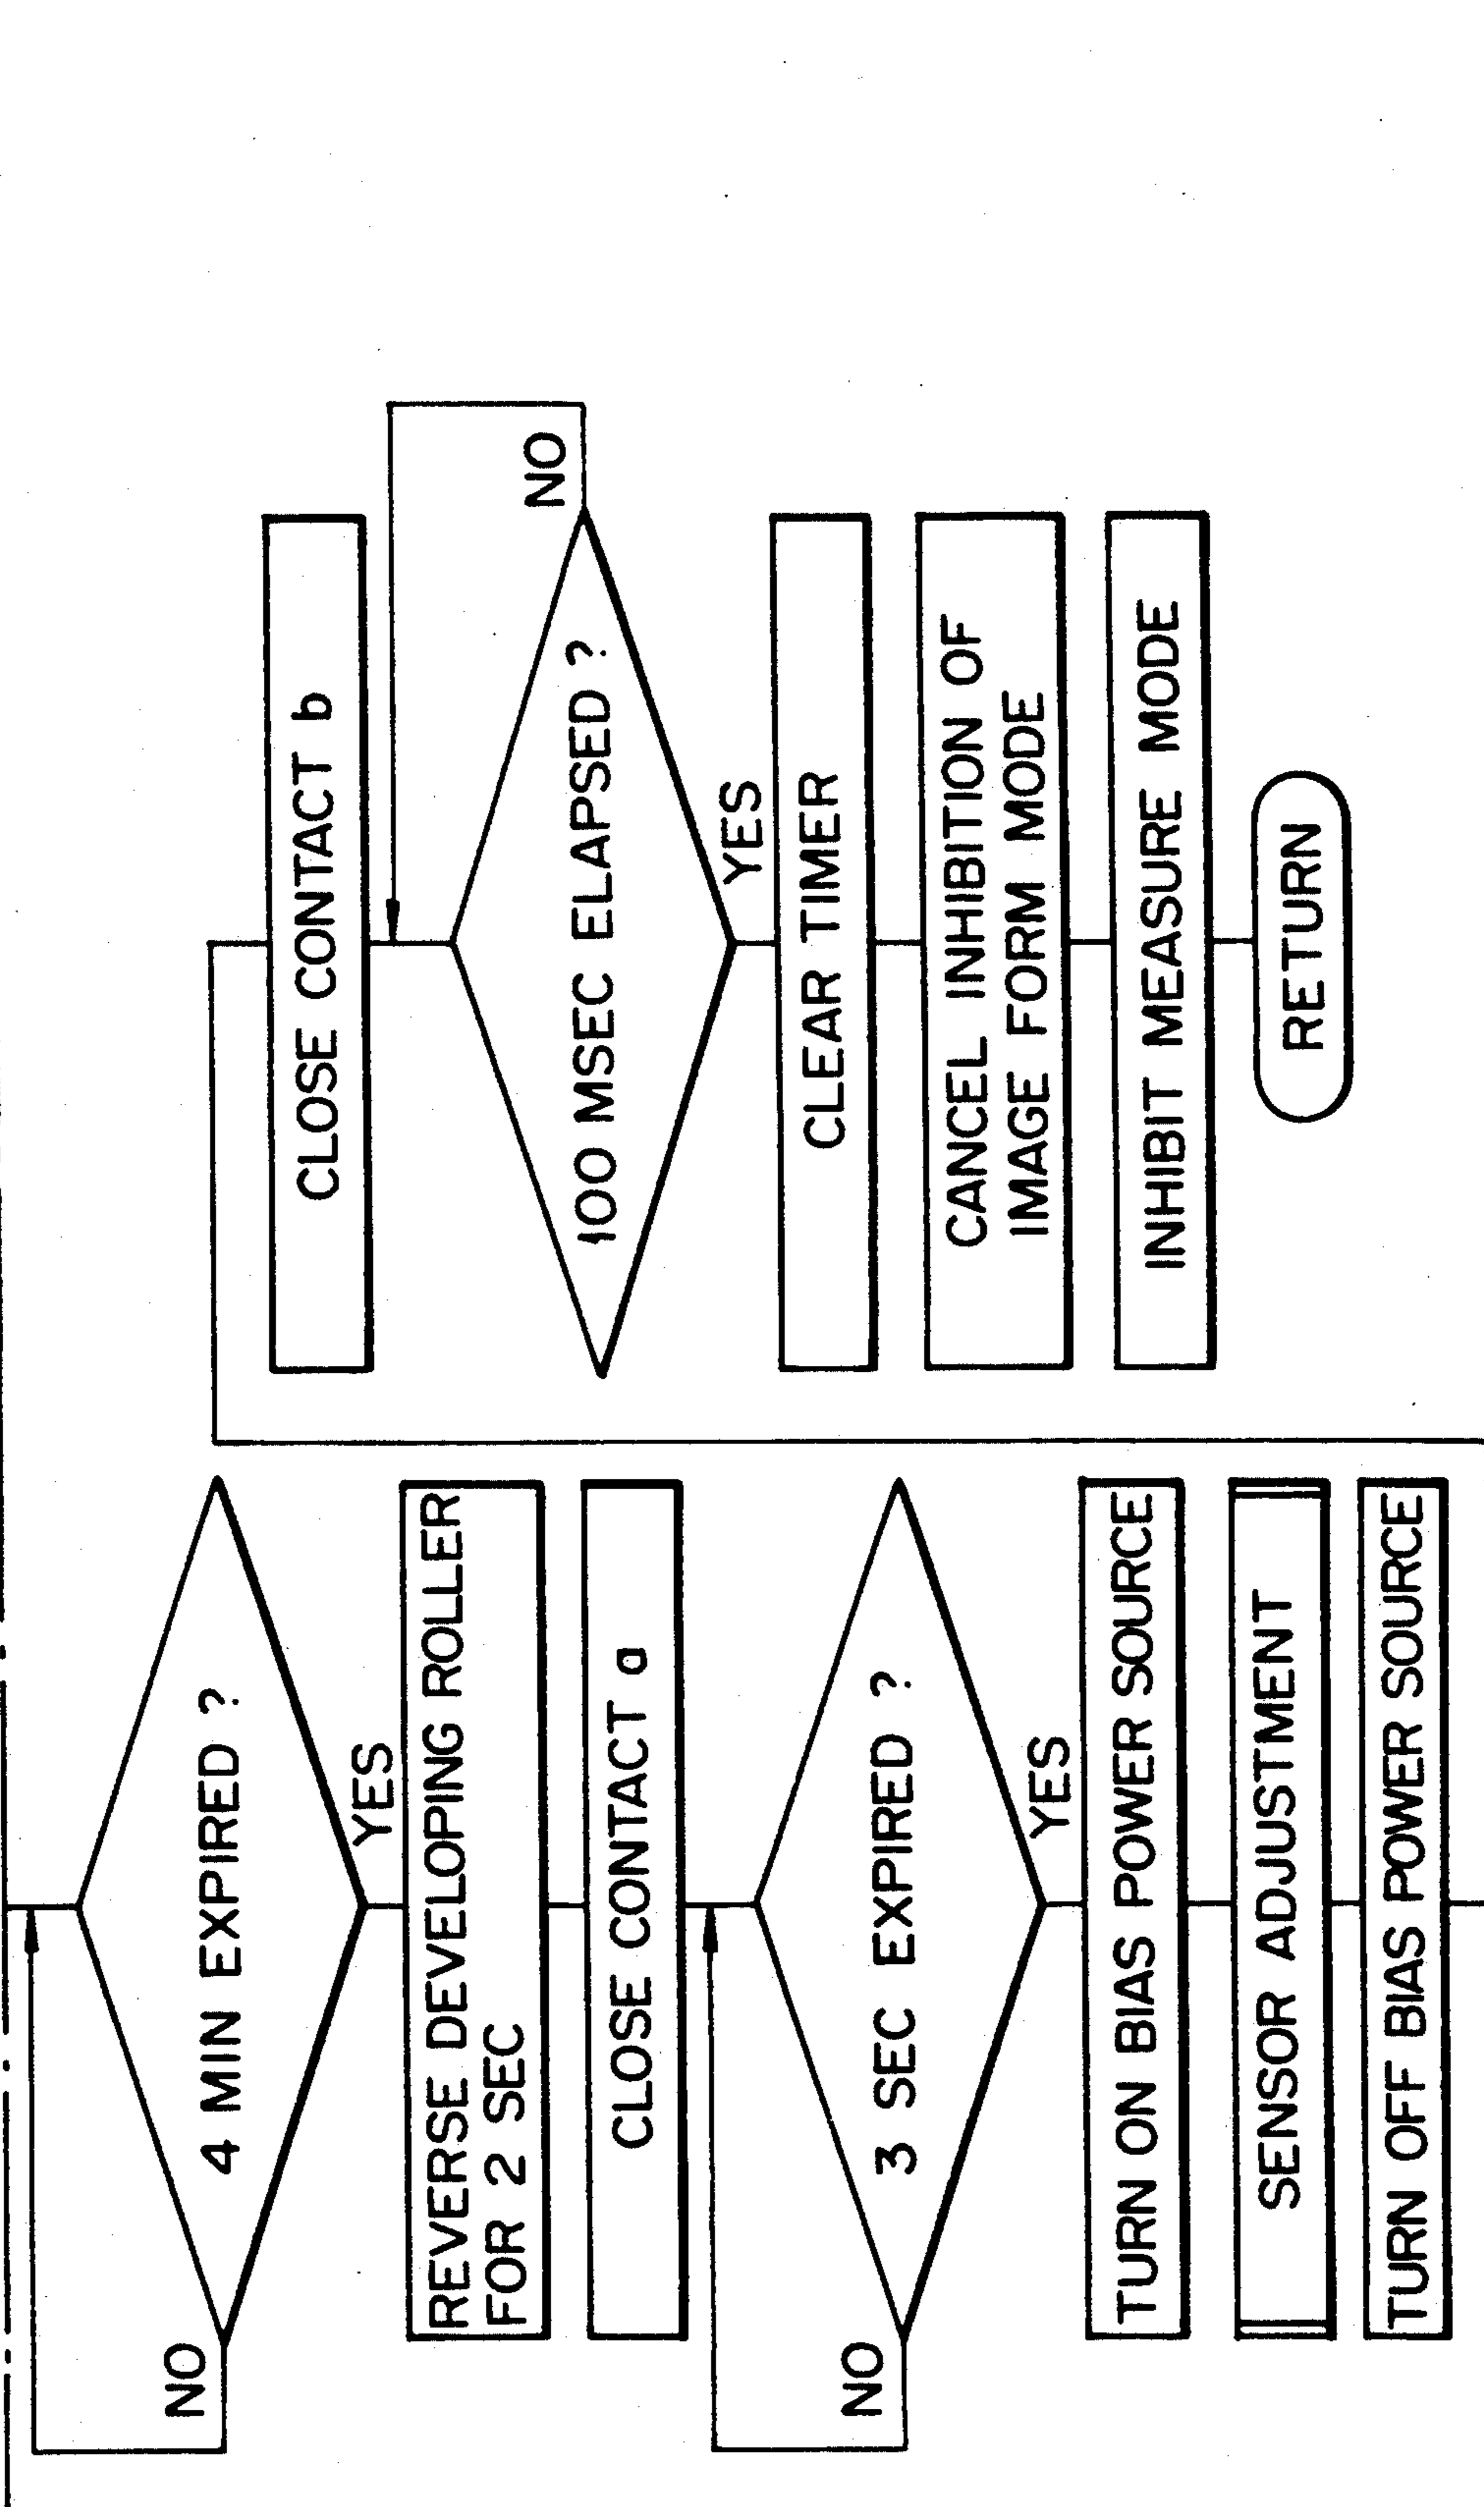 4 MIN EXPIRED ?
NO
YES
REVERSE DEVELOPING ROLLER
FOR 2 SEC
CLOSE CONTACT a
3 SEC EXPIRED ?
NO
YES
TURN ON BIAS POWER SOURCE
SENSOR ADJUSTMENT
TURN OFF BIAS POWER SOURCE
CLOSE CONTACT b
100 MSEC ELAPSED ?
NO
YES
CLEAR TIMER
CANCEL INHIBITION OF
IMAGE FORM MODE
INHIBIT MEASURE MODE
RETURN